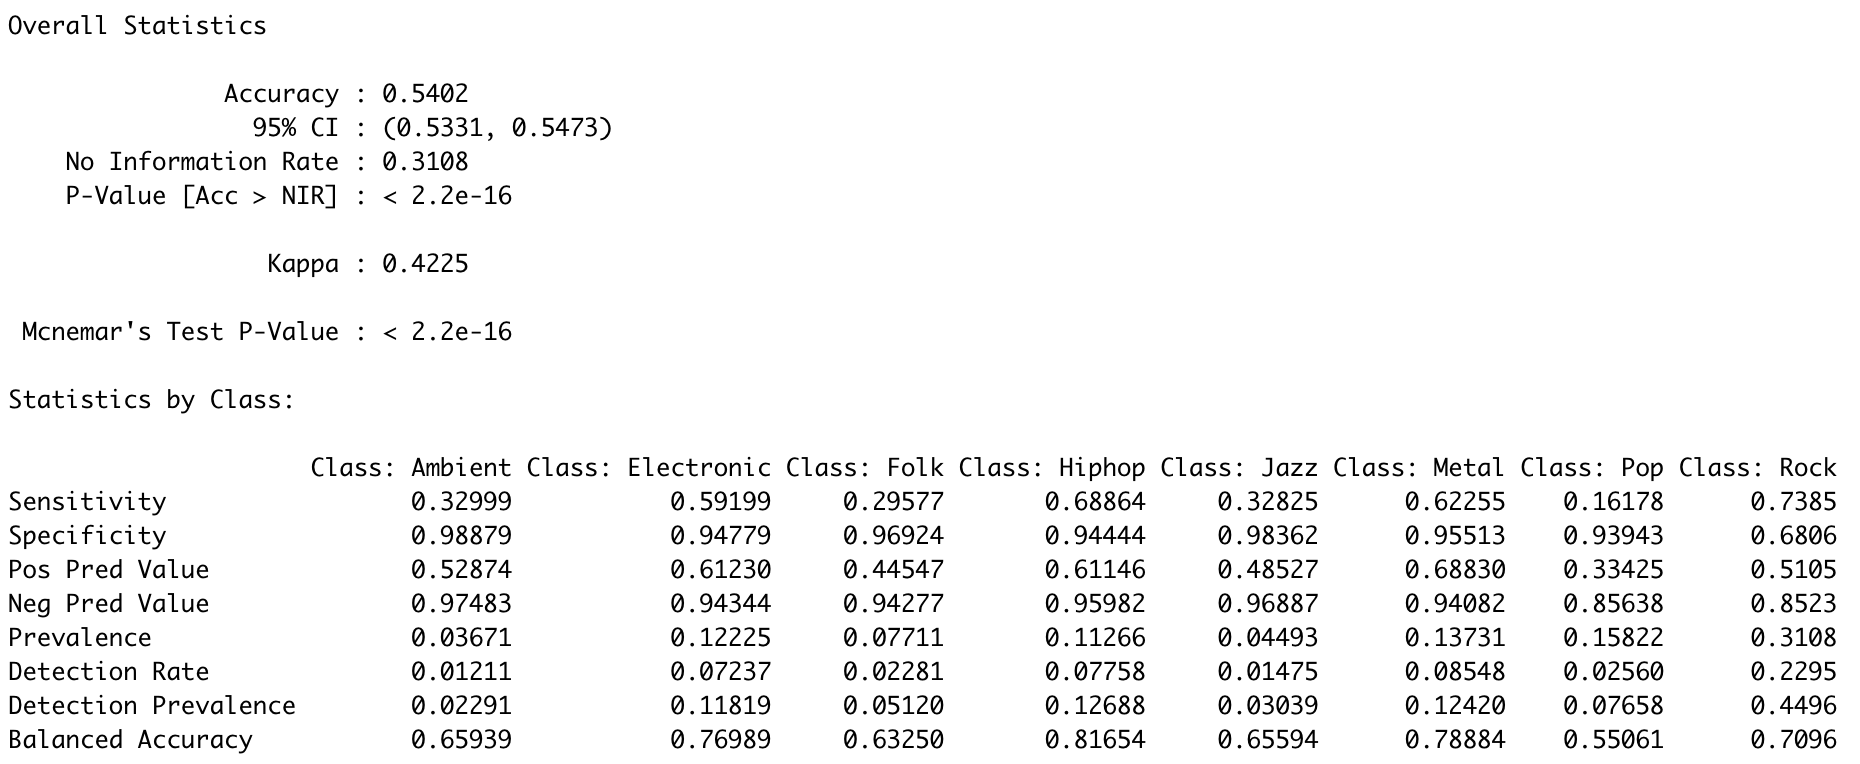 Overall Statistics
Accuracy : 0.5402
95% CI : (0.5331, 0.5473)
No Information Rate : 0.3108
P-Value [Acc > NIR] : < 2.2e-16
Kappa : 0.4225
Mcnemar's Test P-Value : < 2.2e-16
Statistics by Class:
Class: Ambient Class: Electronic Class: Folk Class: Hiphop Class: Jazz Class: Metal Class: Pop Class: Rock
Sensitivity 0.32999 0.59199 0.29577 0.68864 0.32825 0.62255 0.16178 0.7385
Specificity 0.98879 0.94779 0.96924 0.94444 0.98362 0.95513 0.93943 0.6806
Pos Pred Value 0.52874 0.61230 0.44547 0.61146 0.48527 0.68830 0.33425 0.5105
Neg Pred Value 0.97483 0.94344 0.94277 0.95982 0.96887 0.94082 0.85638 0.8523
Prevalence 0.03671 0.12225 0.07711 0.11266 0.04493 0.13731 0.15822 0.3108
Detection Rate 0.01211 0.07237 0.02281 0.07758 0.01475 0.08548 0.02560 0.2295
Detection Prevalence 0.02291 0.11819 0.05120 0.12688 0.03039 0.12420 0.07658 0.4496
Balanced Accuracy 0.65939 0.76989 0.63250 0.81654 0.65594 0.78884 0.55061 0.7096